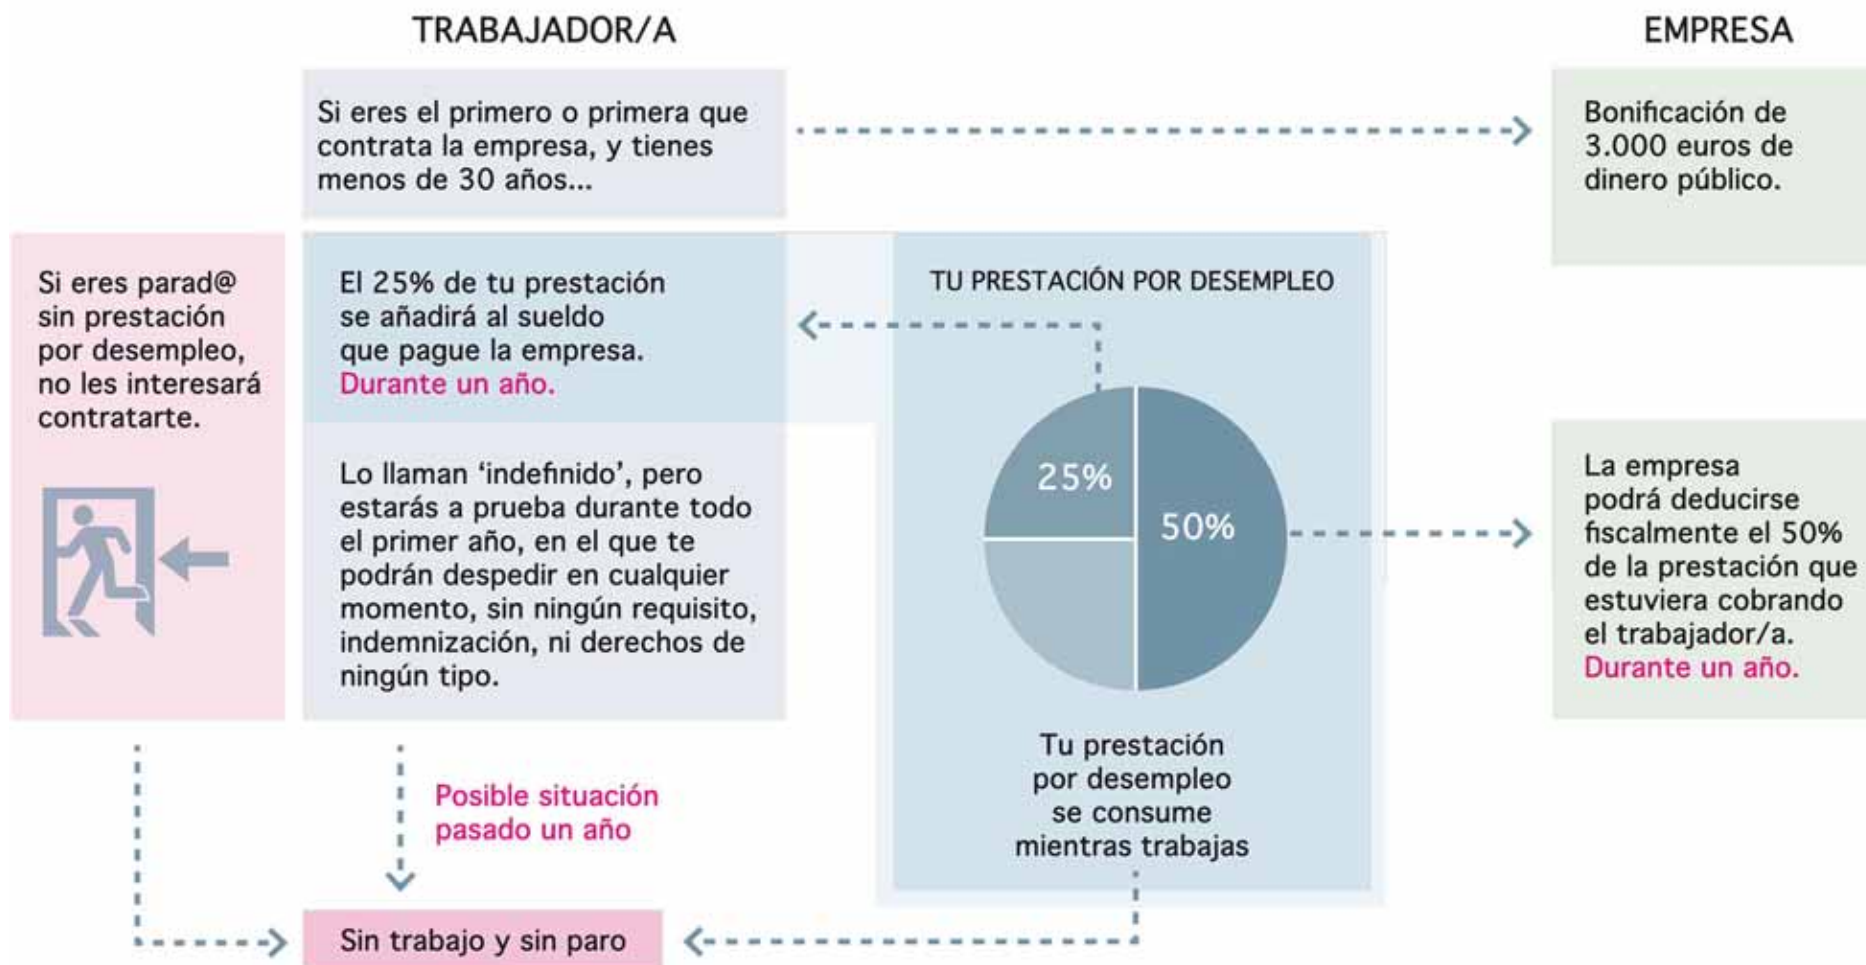 TRABAJADOR/A
EMPRESA
Si eres el primero o primera que
contrata la empresa, y tienes
menos de 30 años...
Bonificación de
3.000 euros de
dinero público.
Si eres parad@
sin prestación
por desempleo,
no les interesará
contratarte.
El 25% de tu prestación
se añadirá al sueldo
que pague la empresa.
Durante un año.
Lo llaman ‘indefinido’, pero
estarás a prueba durante todo
el primer año, en el que te
podrán despedir en cualquier
momento, sin ningún requisito,
indemnización, ni derechos de
ningún tipo.
TU PRESTACIÓN POR DESEMPLEO
25%
50%
Tu prestación
por desempleo
se consume
mientras trabajas
La empresa
podrá deducirse
fiscalmente el 50%
de la prestación que
estuviera cobrando
el trabajador/a.
Durante un año.
Posible situación
pasado un año
Sin trabajo y sin paro